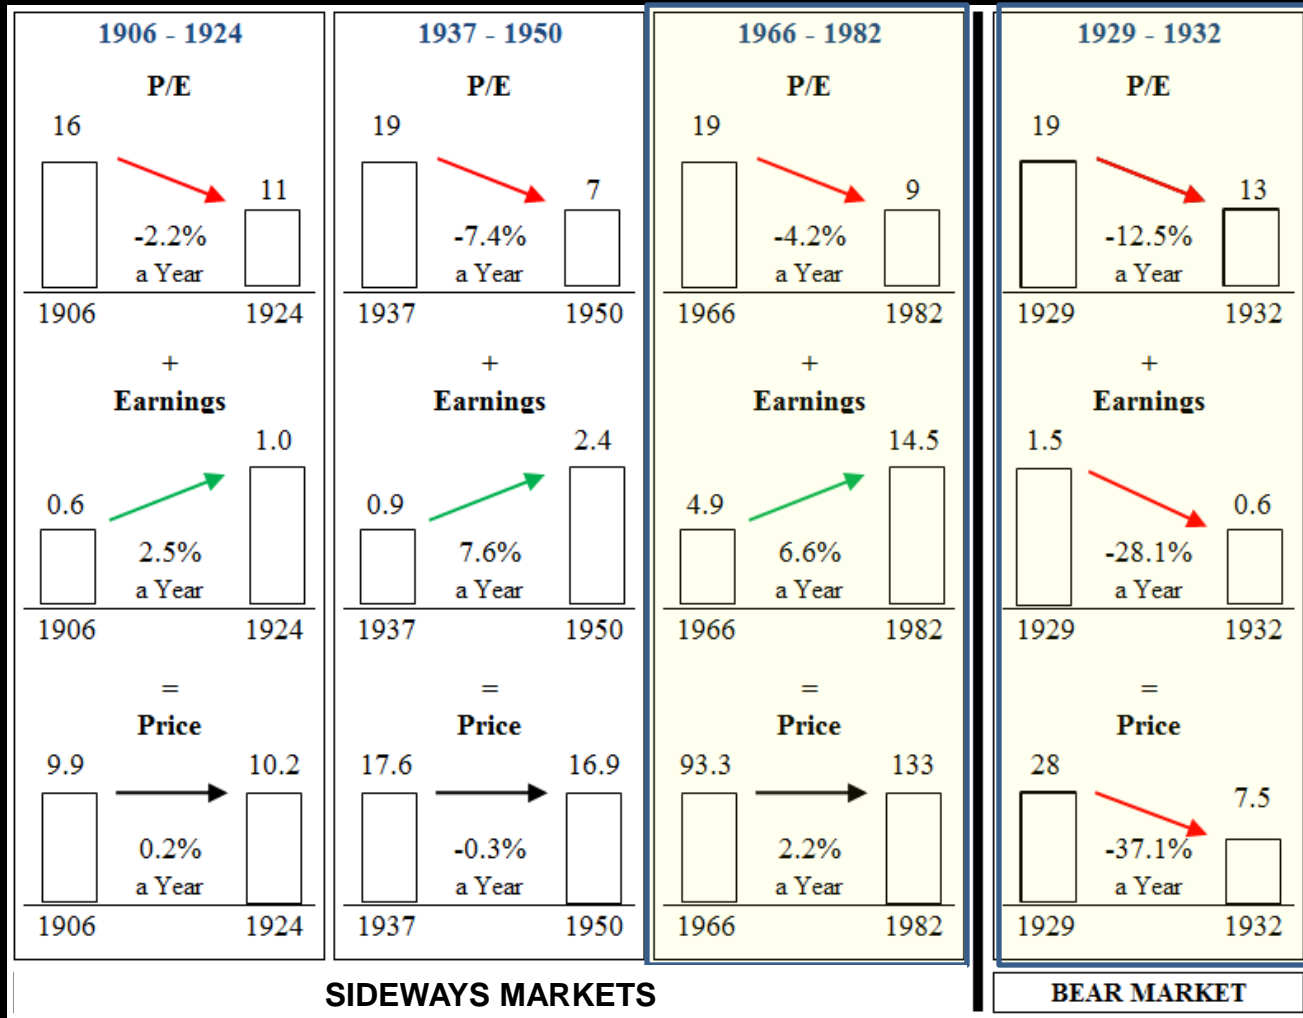 1906 - 1924
P/E
16
11
-2.2%
a Year
1906 1924
+
Earnings
1.0
0.6
2.5%
a Year
1906 1924
=
Price
9.9 10.2
0.2%
a Year
1906 1924
1937 - 1950
P/E
19
7
-7.4%
a Year
1937 1950
+
Earnings
2.4
0.9
7.6%
a Year
1937 1950
=
Price
17.6 16.9
-0.3%
a Year
1937 1950
1966 - 1982
P/E
19
9
-4.2%
a Year
1966 1982
+
Earnings
14.5
4.9
6.6%
a Year
1966 1982
=
Price
93.3 133
2.2%
a Year
1966 1982
SIDEWAYS MARKETS
1929 - 1932
P/E
19
13
-12.5%
a Year
1929 1932
+
Earnings
1.5
0.6
-28.1%
a Year
1929 1932
=
Price
28
7.5
-37.1%
a Year
1929 1932
BEAR MARKET